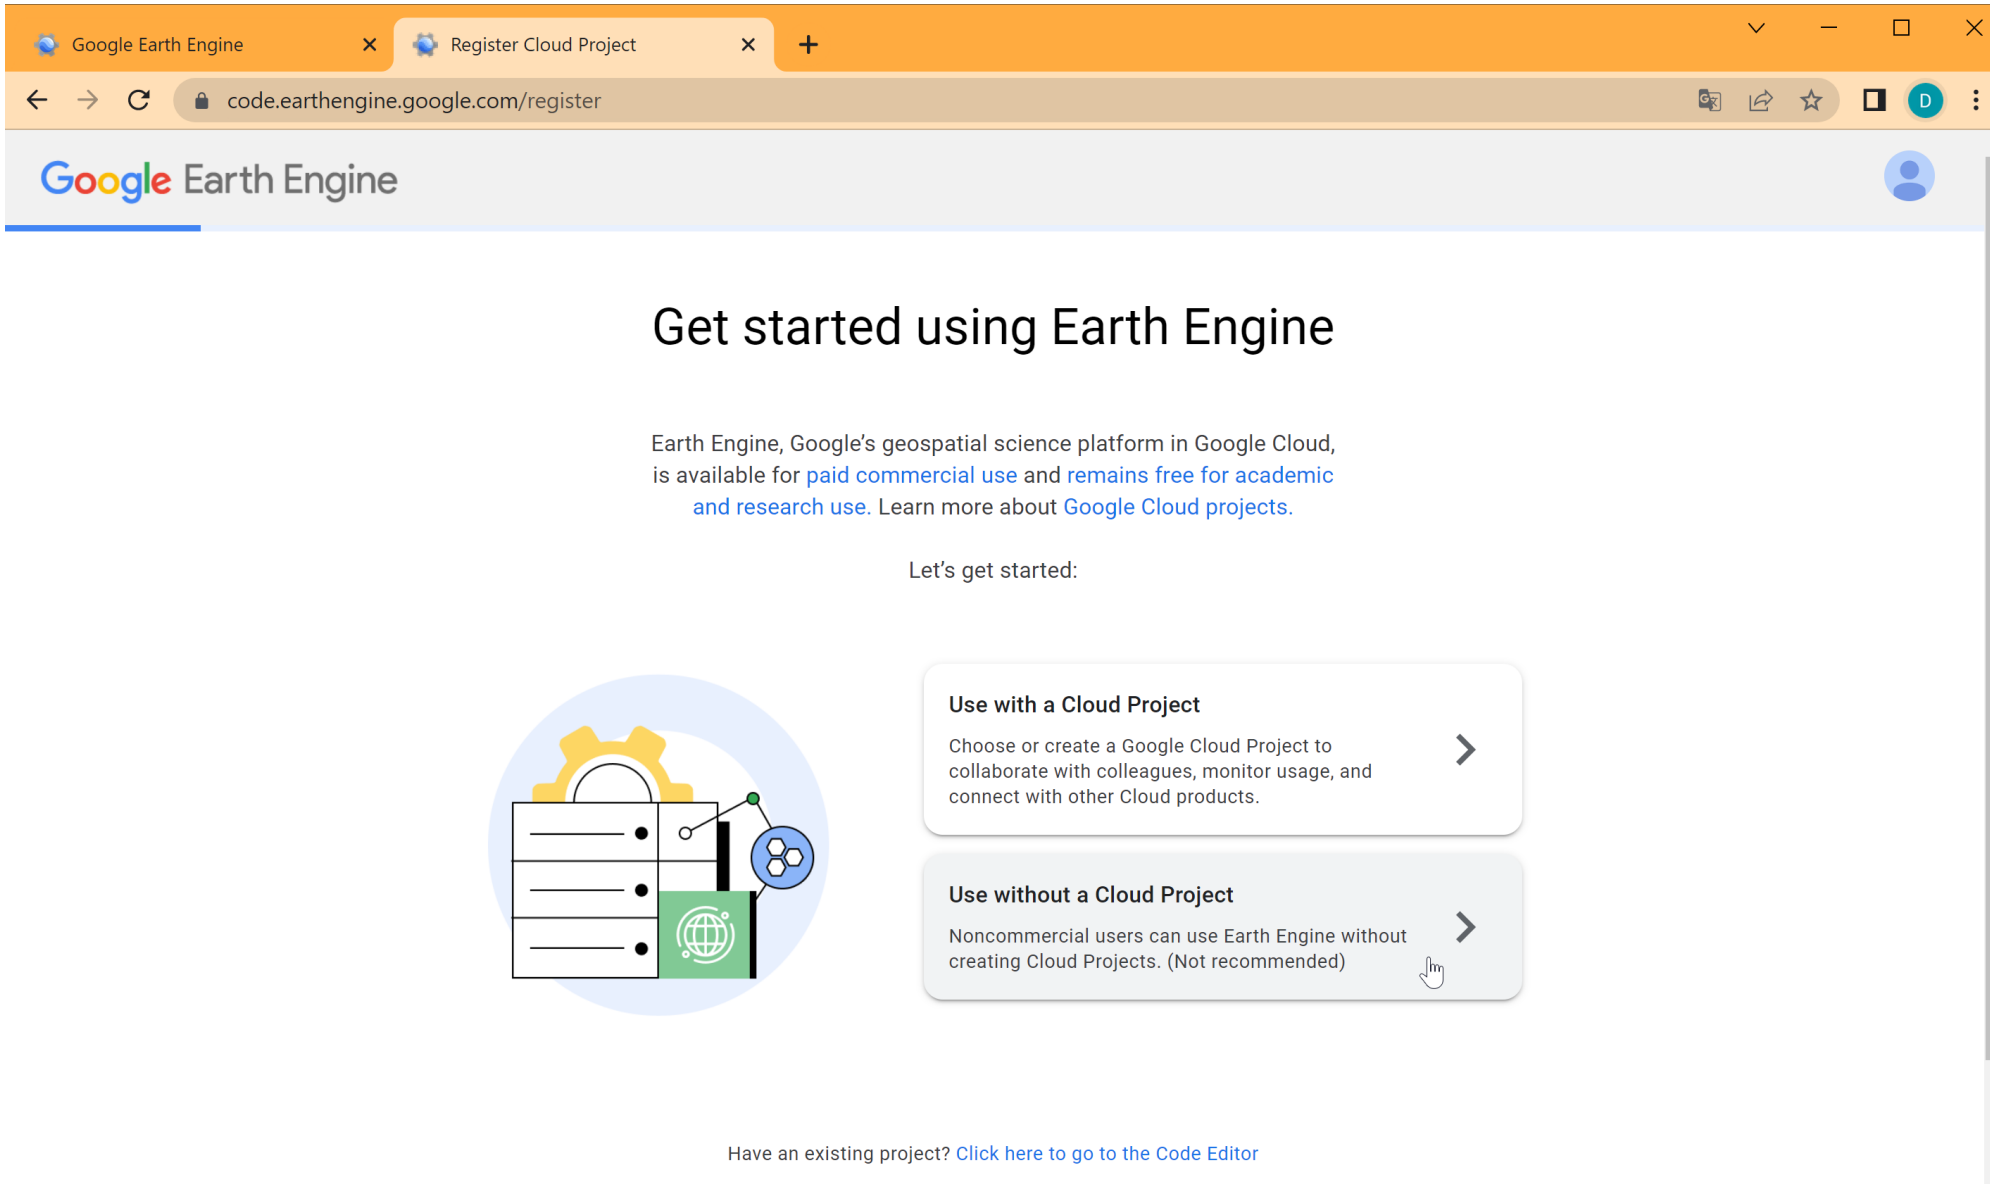 Google Earth Engine
Register Cloud Project
code.earthengine.google.com/register
D
Google Earth Engine
Get started using Earth Engine
Earth Engine, Google’s geospatial science platform in Google Cloud,
is available for paid commercial use and remains free for academic
and research use. Learn more about Google Cloud projects.
Let’s get started:
Use with a Cloud Project
Choose or create a Google Cloud Project to
collaborate with colleagues, monitor usage, and
connect with other Cloud products.
Use without a Cloud Project
Noncommercial users can use Earth Engine without
creating Cloud Projects. (Not recommended)
Have an existing project? Click here to go to the Code Editor